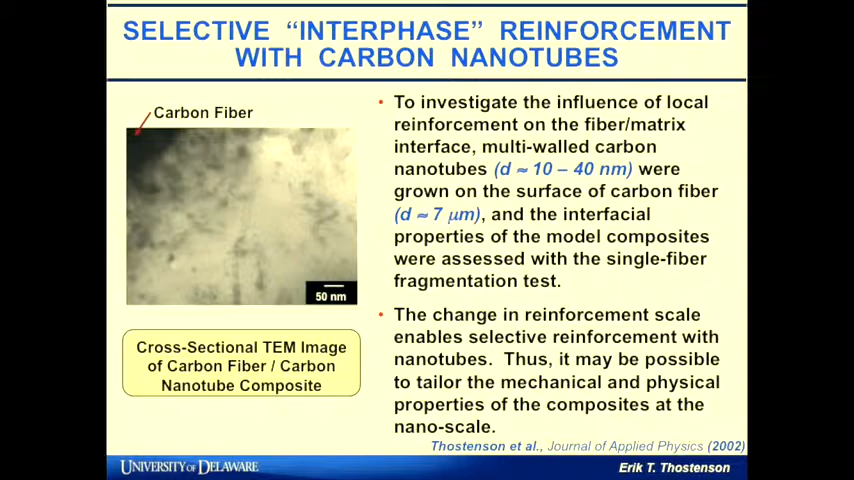 SELECTIVE “INTERPHASE” REINFORCEMENT
WITH CARBON NANOTUBES
Carbon Fiber
50 nm
Cross-Sectional TEM Image
of Carbon Fiber / Carbon
Nanotube Composite
• To investigate the influence of local
reinforcement on the fiber/matrix
interface, multi-walled carbon
nanotubes (d ≈ 10 – 40 nm) were
grown on the surface of carbon fiber
(d ≈ 7 μm), and the interfacial
properties of the model composites
were assessed with the single-fiber
fragmentation test.
• The change in reinforcement scale
enables selective reinforcement with
nanotubes. Thus, it may be possible
to tailor the mechanical and physical
properties of the composites at the
nano-scale.
Thostenson et al., Journal of Applied Physics (2002)
UNIVERSITY OF DELAWARE
Erik T. Thostenson